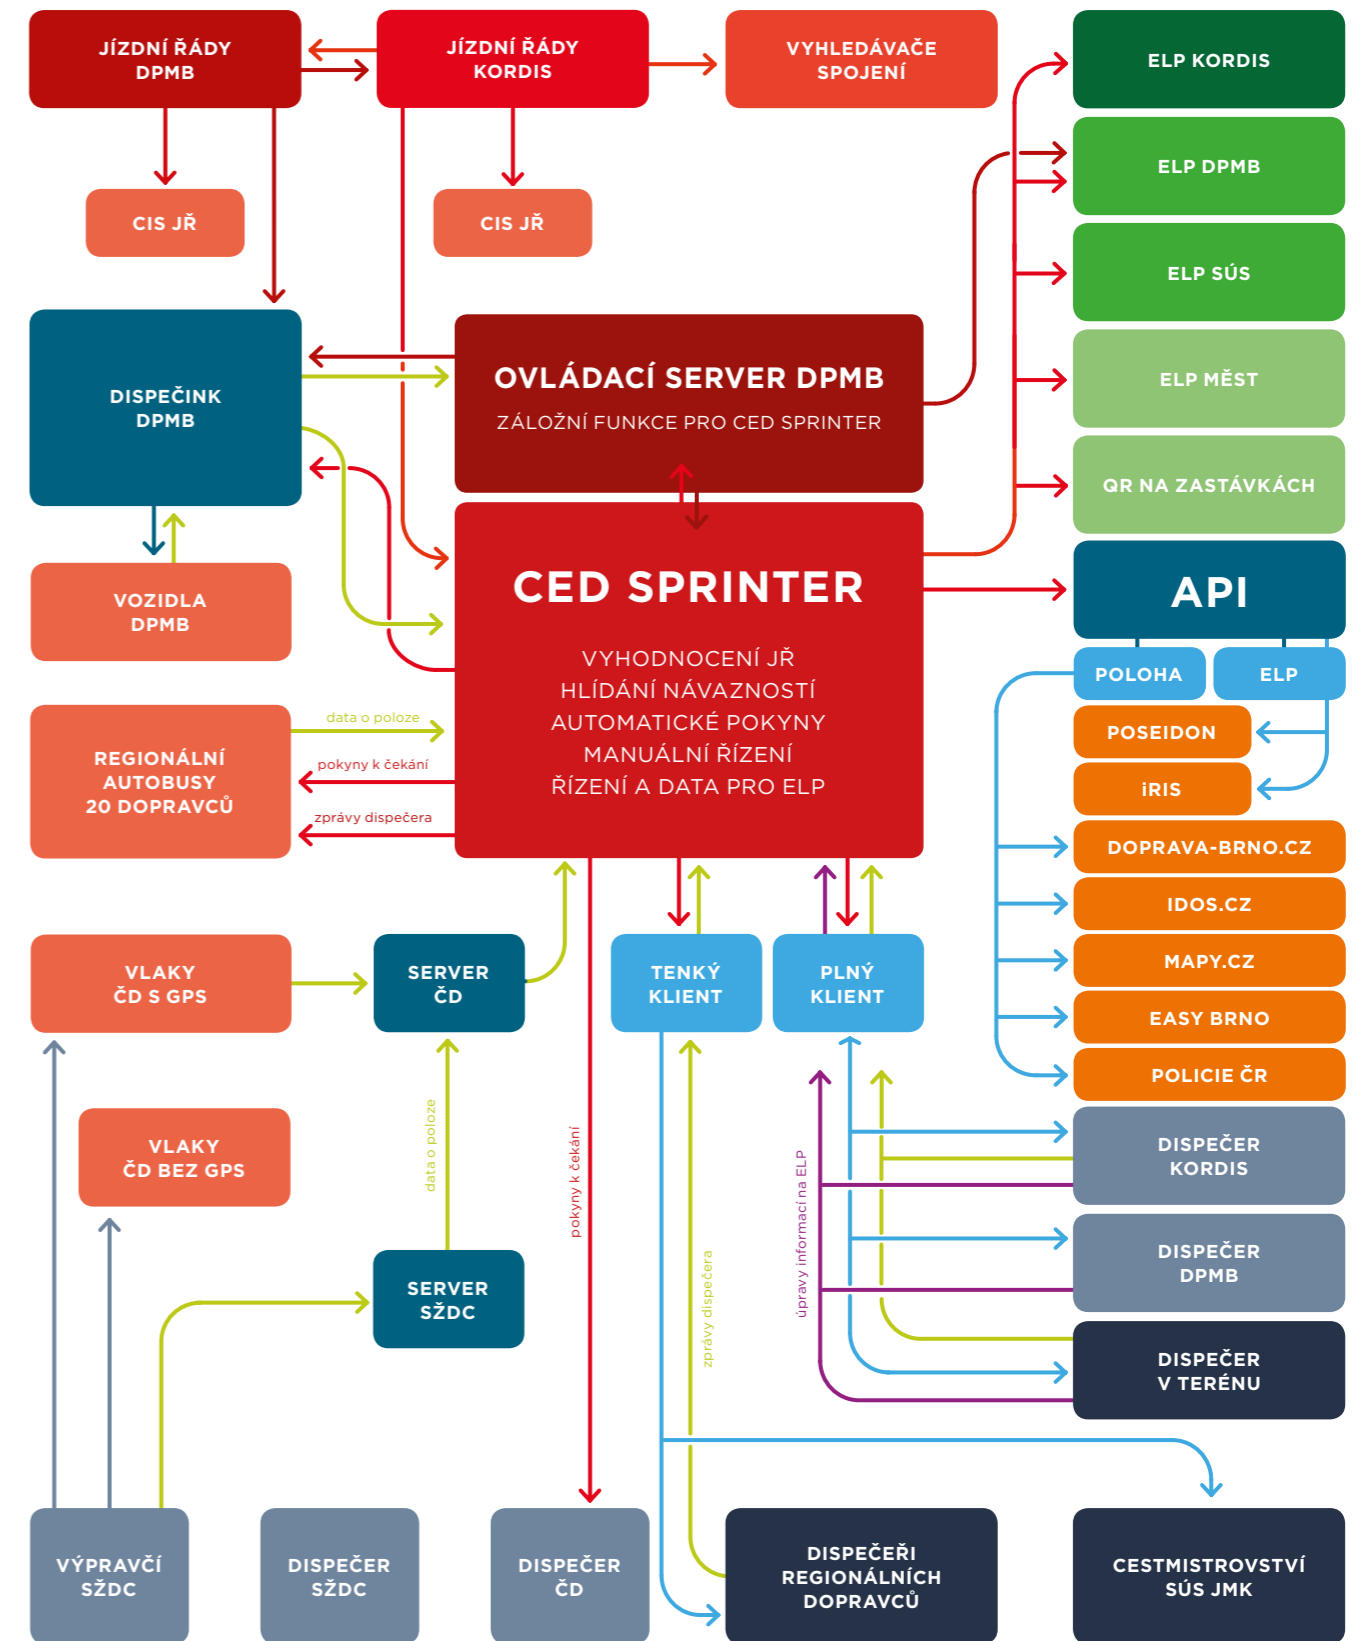 JÍZDNÍ ŘÁDY
DPMB
JÍZDNÍ ŘÁDY
KORDIS
VYHLEDÁVAČE
SPOJENÍ
ELP KORDIS
ELP DPMB
CIS JŘ
CIS JŘ
ELP SÚS
DISPEČINK
DPMB
OVLÁDACÍ SERVER DPMB
ZÁLOŽNÍ FUNKCE PRO CED SPRINTER
ELP MĚST
QR NA ZASTÁVKÁCH
VOZIDLA
DPMB
CED SPRINTER
VYHODNOCENÍ JŘ
HLÍDÁNÍ NÁVAZNOSTÍ
AUTOMATICKÉ POKYNY
MANUÁLNÍ ŘÍZENÍ
ŘÍZENÍ A DATA PRO ELP
API
POLOHA
ELP
REGIONÁLNÍ
AUTOBUSY
20 DOPRAVCŮ
data o poloze
pokyny k čekání
zprávy dispečera
POSEIDON
iRIS
DOPRAVA-BRNO.CZ
IDOS.CZ
MAPY.CZ
EASY BRNO
POLICIE ČR
VLAKY
ČD S GPS
SERVER
ČD
TENKÝ
KLIENT
PLNÝ
KLIENT
VLAKY
ČD BEZ GPS
data o poloze
pokyny k čekání
zprávy dispečera
úpravy informací na ELP
DISPEČER
KORDIS
DISPEČER
DPMB
SERVER
SŽDC
DISPEČER
V TERÉNU
VÝPRAVČÍ
SŽDC
DISPEČER
SŽDC
DISPEČER
ČD
DISPEČEŘI
REGIONÁLNÍCH
DOPRAVCŮ
CESTMISTROVSTVÍ
SÚS JMK